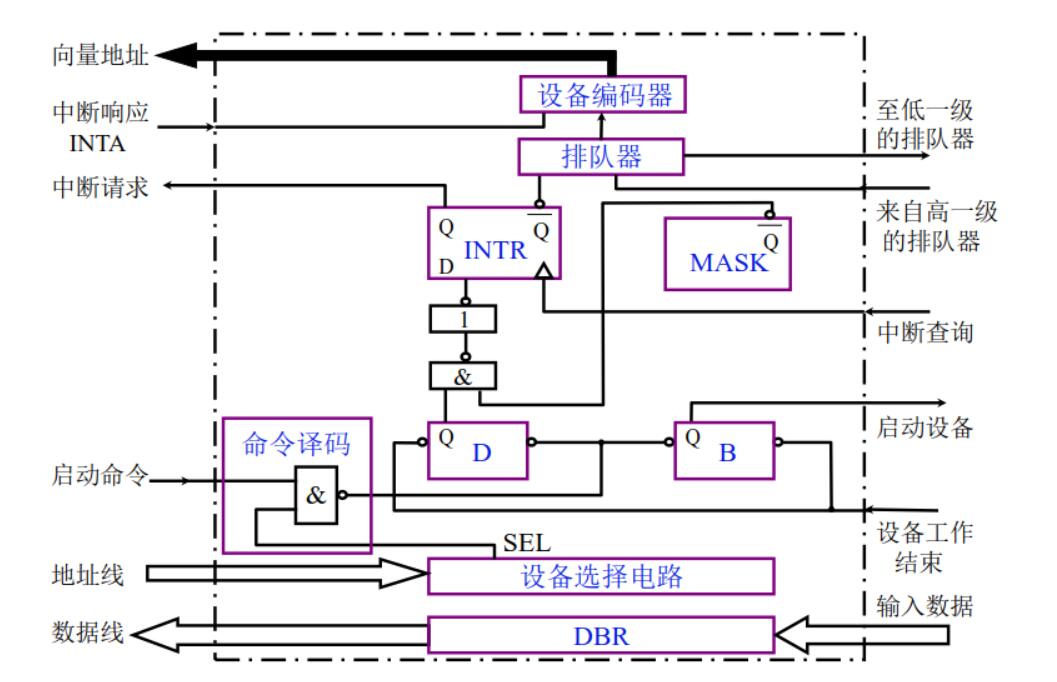 向量地址
设备编码器
中断响应
INTA
至低一级
的排队器
排队器
中断请求
来自高一级
的排队器
Q
Q
INTR
D
Q
MASK
1
中断查询
&
启动设备
命令译码
Q
D
Q
B
启动命令
&
设备工作
结束
SEL
地址线
设备选择电路
输入数据
数据线
DBR